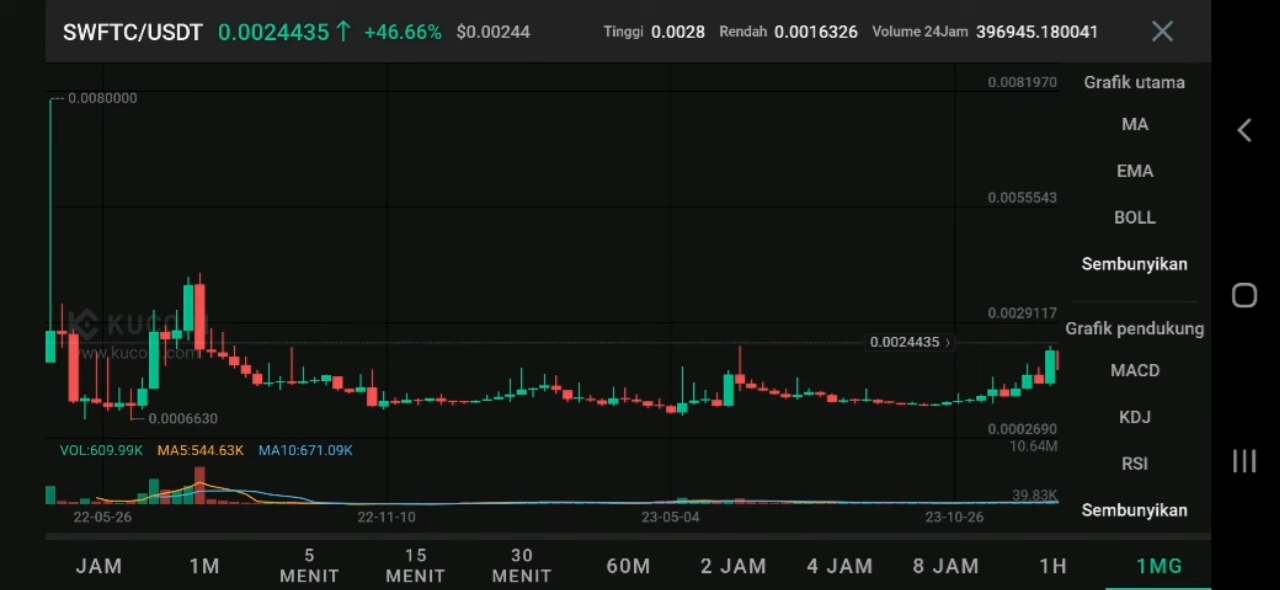 SWFTC/USDT 0.0024435↑ +46.66% $0.00244 Tinggi 0.0028 Rendah 0.0016326 Volume 24Jam 396945.180041
0.0081970
0.0080000
0.0055543
0.0029117
KUCOIN
www.kucoin.com
0.0024435 ›
0.0006630
0.0002690
VOL:609.99K MA5:544.63K MA10:671.09K
10.64M
39.83K
22-05-26 22-11-10 23-05-04 23-10-26
Grafik utama
MA
EMA
BOLL
Sembunyikan
Grafik pendukung
MACD
KDJ
RSI
Sembunyikan
JAM 1M 5 MENIT 15 MENIT 30 MENIT 60M 2 JAM 4 JAM 8 JAM 1H 1MG